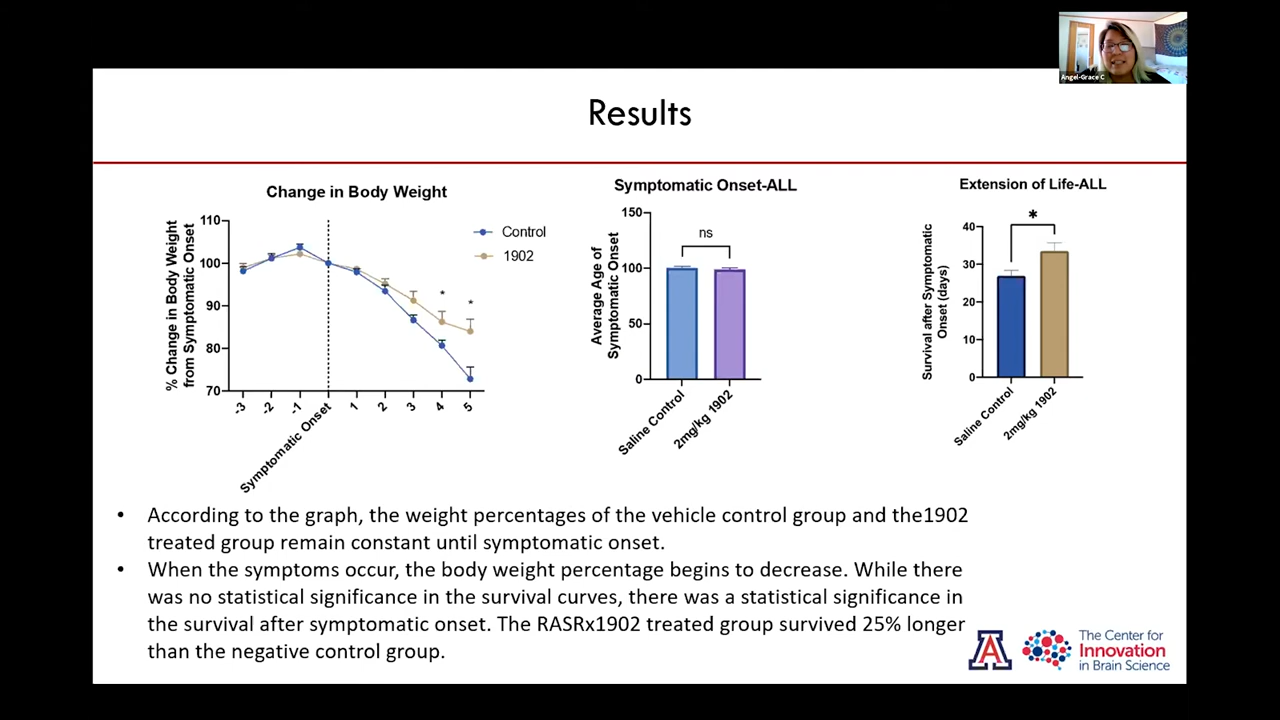 Angel-Grace C
Results
Change in Body Weight
% Change in Body Weight
from Symptomatic Onset
110
100
90
80
70
-3
-2
-1
Symptomatic Onset
1
2
3
4
5
*
*
Control
1902
Symptomatic Onset-ALL
Average Age of
Symptomatic Onset
150
100
50
0
ns
Saline Control
2mg/kg 1902
Extension of Life-ALL
Survival after Symptomatic
Onset (days)
40
30
20
10
0
*
Saline Control
2mg/kg 1902
• According to the graph, the weight percentages of the vehicle control group and the1902
treated group remain constant until symptomatic onset.
• When the symptoms occur, the body weight percentage begins to decrease. While there
was no statistical significance in the survival curves, there was a statistical significance in
the survival after symptomatic onset. The RASRx1902 treated group survived 25% longer
than the negative control group.
A
The Center for
Innovation
in Brain Science